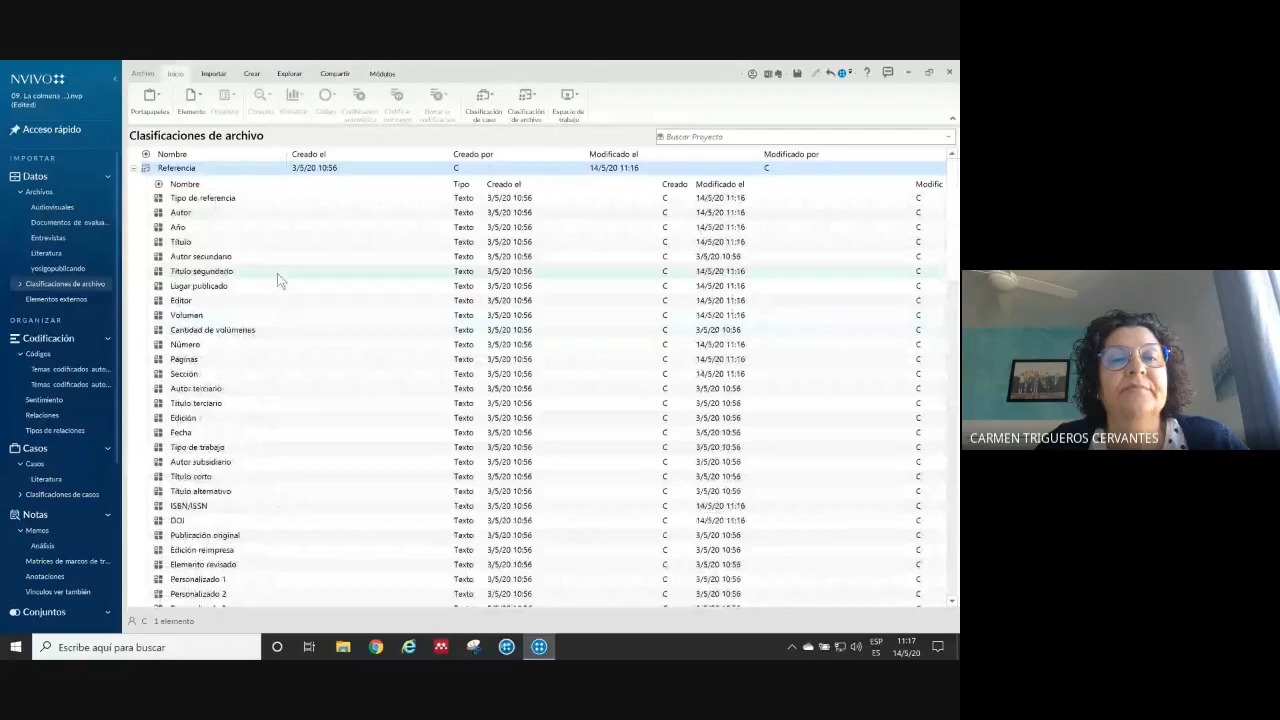 NVIVO
09. La colmena ...).nvp
(Edited)
Acceso rápido
IMPORTAR
Datos
Archivos
Audiovisuales
Documentos de evalua...
Entrevistas
Literatura
yosigopublicando
Clasificaciones de archivo
Elementos externos
ORGANIZAR
Codificación
Códigos
Temas codificados auto...
Temas codificados auto...
Sentimiento
Relaciones
Tipos de relaciones
Casos
Casos
Literatura
Clasificaciones de casos
Notas
Memos
Análisis
Matrices de marcos de tr...
Anotaciones
Vínculos ver también
Conjuntos
Archivo Inicio Importar Crear Explorar Compartir Módulos
Portapapeles Elemento Organizar Consulta Visualizar Código Codificación automática Clasificación de caso Clasificación de archivo Espacio de trabajo
Clasificaciones de archivo
Buscar Proyecto
Nombre Creado el Creado por Modificado el Modificado por
Referencia 3/5/20 10:56 C 14/5/20 11:16 C
Nombre Tipo Creado el Creado Modificado el Modific
Tipo de referencia Texto 3/5/20 10:56 C 14/5/20 11:16 C
Autor Texto 3/5/20 10:56 C 14/5/20 11:16 C
Año Texto 3/5/20 10:56 C 14/5/20 11:16 C
Título Texto 3/5/20 10:56 C 14/5/20 11:16 C
Autor secundario Texto 3/5/20 10:56 C 3/5/20 10:56 C
Título segundario Texto 3/5/20 10:56 C 14/5/20 11:16 C
Lugar publicado Texto 3/5/20 10:56 C 14/5/20 11:16 C
Editor Texto 3/5/20 10:56 C 14/5/20 11:16 C
Volumen Texto 3/5/20 10:56 C 14/5/20 11:16 C
Cantidad de volúmenes Texto 3/5/20 10:56 C 3/5/20 10:56 C
Número Texto 3/5/20 10:56 C 14/5/20 11:16 C
Páginas Texto 3/5/20 10:56 C 14/5/20 11:16 C
Sección Texto 3/5/20 10:56 C 14/5/20 11:16 C
Autor terciario Texto 3/5/20 10:56 C 3/5/20 10:56 C
Título terciario Texto 3/5/20 10:56 C 3/5/20 10:56 C
Edición Texto 3/5/20 10:56 C 3/5/20 10:56 C
Fecha Texto 3/5/20 10:56 C 3/5/20 10:56 C
Tipo de trabajo Texto 3/5/20 10:56 C 3/5/20 10:56 C
Autor subsidiario Texto 3/5/20 10:56 C 3/5/20 10:56 C
Título corto Texto 3/5/20 10:56 C 3/5/20 10:56 C
Título alternativo Texto 3/5/20 10:56 C 3/5/20 10:56 C
ISBN/ISSN Texto 3/5/20 10:56 C 14/5/20 11:16 C
DOI Texto 3/5/20 10:56 C 14/5/20 11:16 C
Publicación original Texto 3/5/20 10:56 C 3/5/20 10:56 C
Edición reimpresa Texto 3/5/20 10:56 C 3/5/20 10:56 C
Elemento revisado Texto 3/5/20 10:56 C 3/5/20 10:56 C
Personalizado 1 Texto 3/5/20 10:56 C 3/5/20 10:56 C
Personalizado 2 Texto 3/5/20 10:56 C 3/5/20 10:56 C
C 1 elemento
Escribe aquí para buscar
ESP
ES
11:17
14/5/20
CARMEN TRIGUEROS CERVANTES